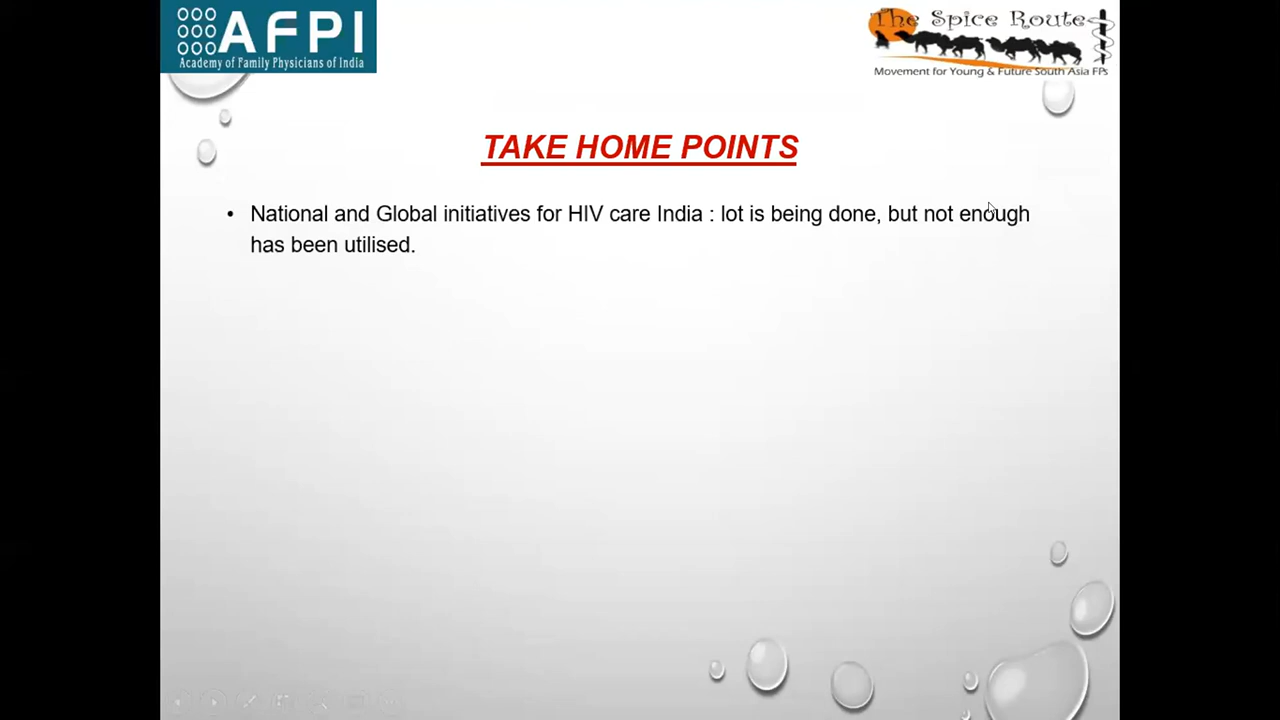 AFPI
Academy of Family Physicians of India
The Spice Route
Movement for Young & Future South Asia FPs
TAKE HOME POINTS
• National and Global initiatives for HIV care India : lot is being done, but not enough
has been utilised.